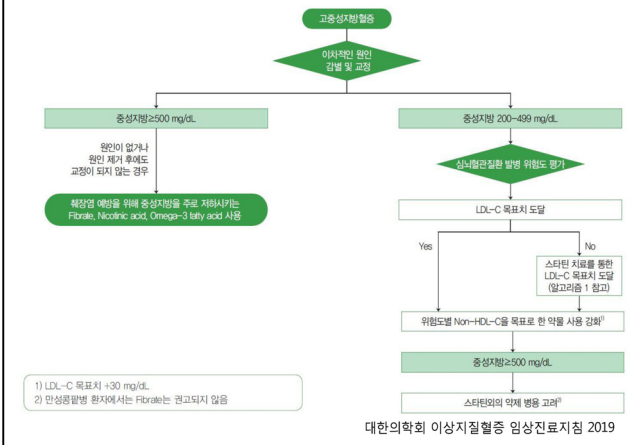 고중성지방혈증
이차적인 원인
감별 및 교정
중성지방≥500 mg/dL
원인이 없거나
원인 제거 후에도
교정이 되지 않는 경우
췌장염 예방을 위해 중성지방을 주로 저하시키는
Fibrate, Nicolinic acid, Omega-3 fatty acid 사용
중성지방 200-499 mg/dL
심뇌혈관질환 발병 위험도 평가
LDL-C 목표치 도달
Yes
No
스타틴 치료를 통한
LDL-C 목표치 도달
(알고리즘 1 참고)
위험도별 Non-HDL-C을 목표로 한 약물 사용 강화1)
중성지방≥500 mg/dL
스타틴외의 약제 병용 고려2)
1) LDL-C 목표치 +30 mg/dL
2) 만성콩팥병 환자에서는 Fibrate는 권고되지 않음
대한의학회 이상지질혈증 임상진료지침 2019